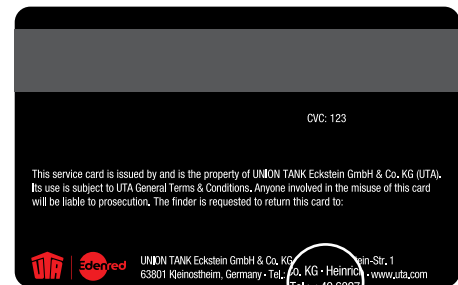 CVC: 123
This service card is issued by and is the property of UNION TANK Eckstein GmbH & Co. KG (UTA).
Its use is subject to UTA General Terms & Conditions. Anyone involved in the misuse of this card
will be liable to prosecution. The finder is requested to return this card to:
UTA Edenred
UNION TANK Eckstein GmbH & Co. KG o. KG · Heinric ein-Str. 1
63801 Kleinostheim, Germany · Tel.: · www.uta.com